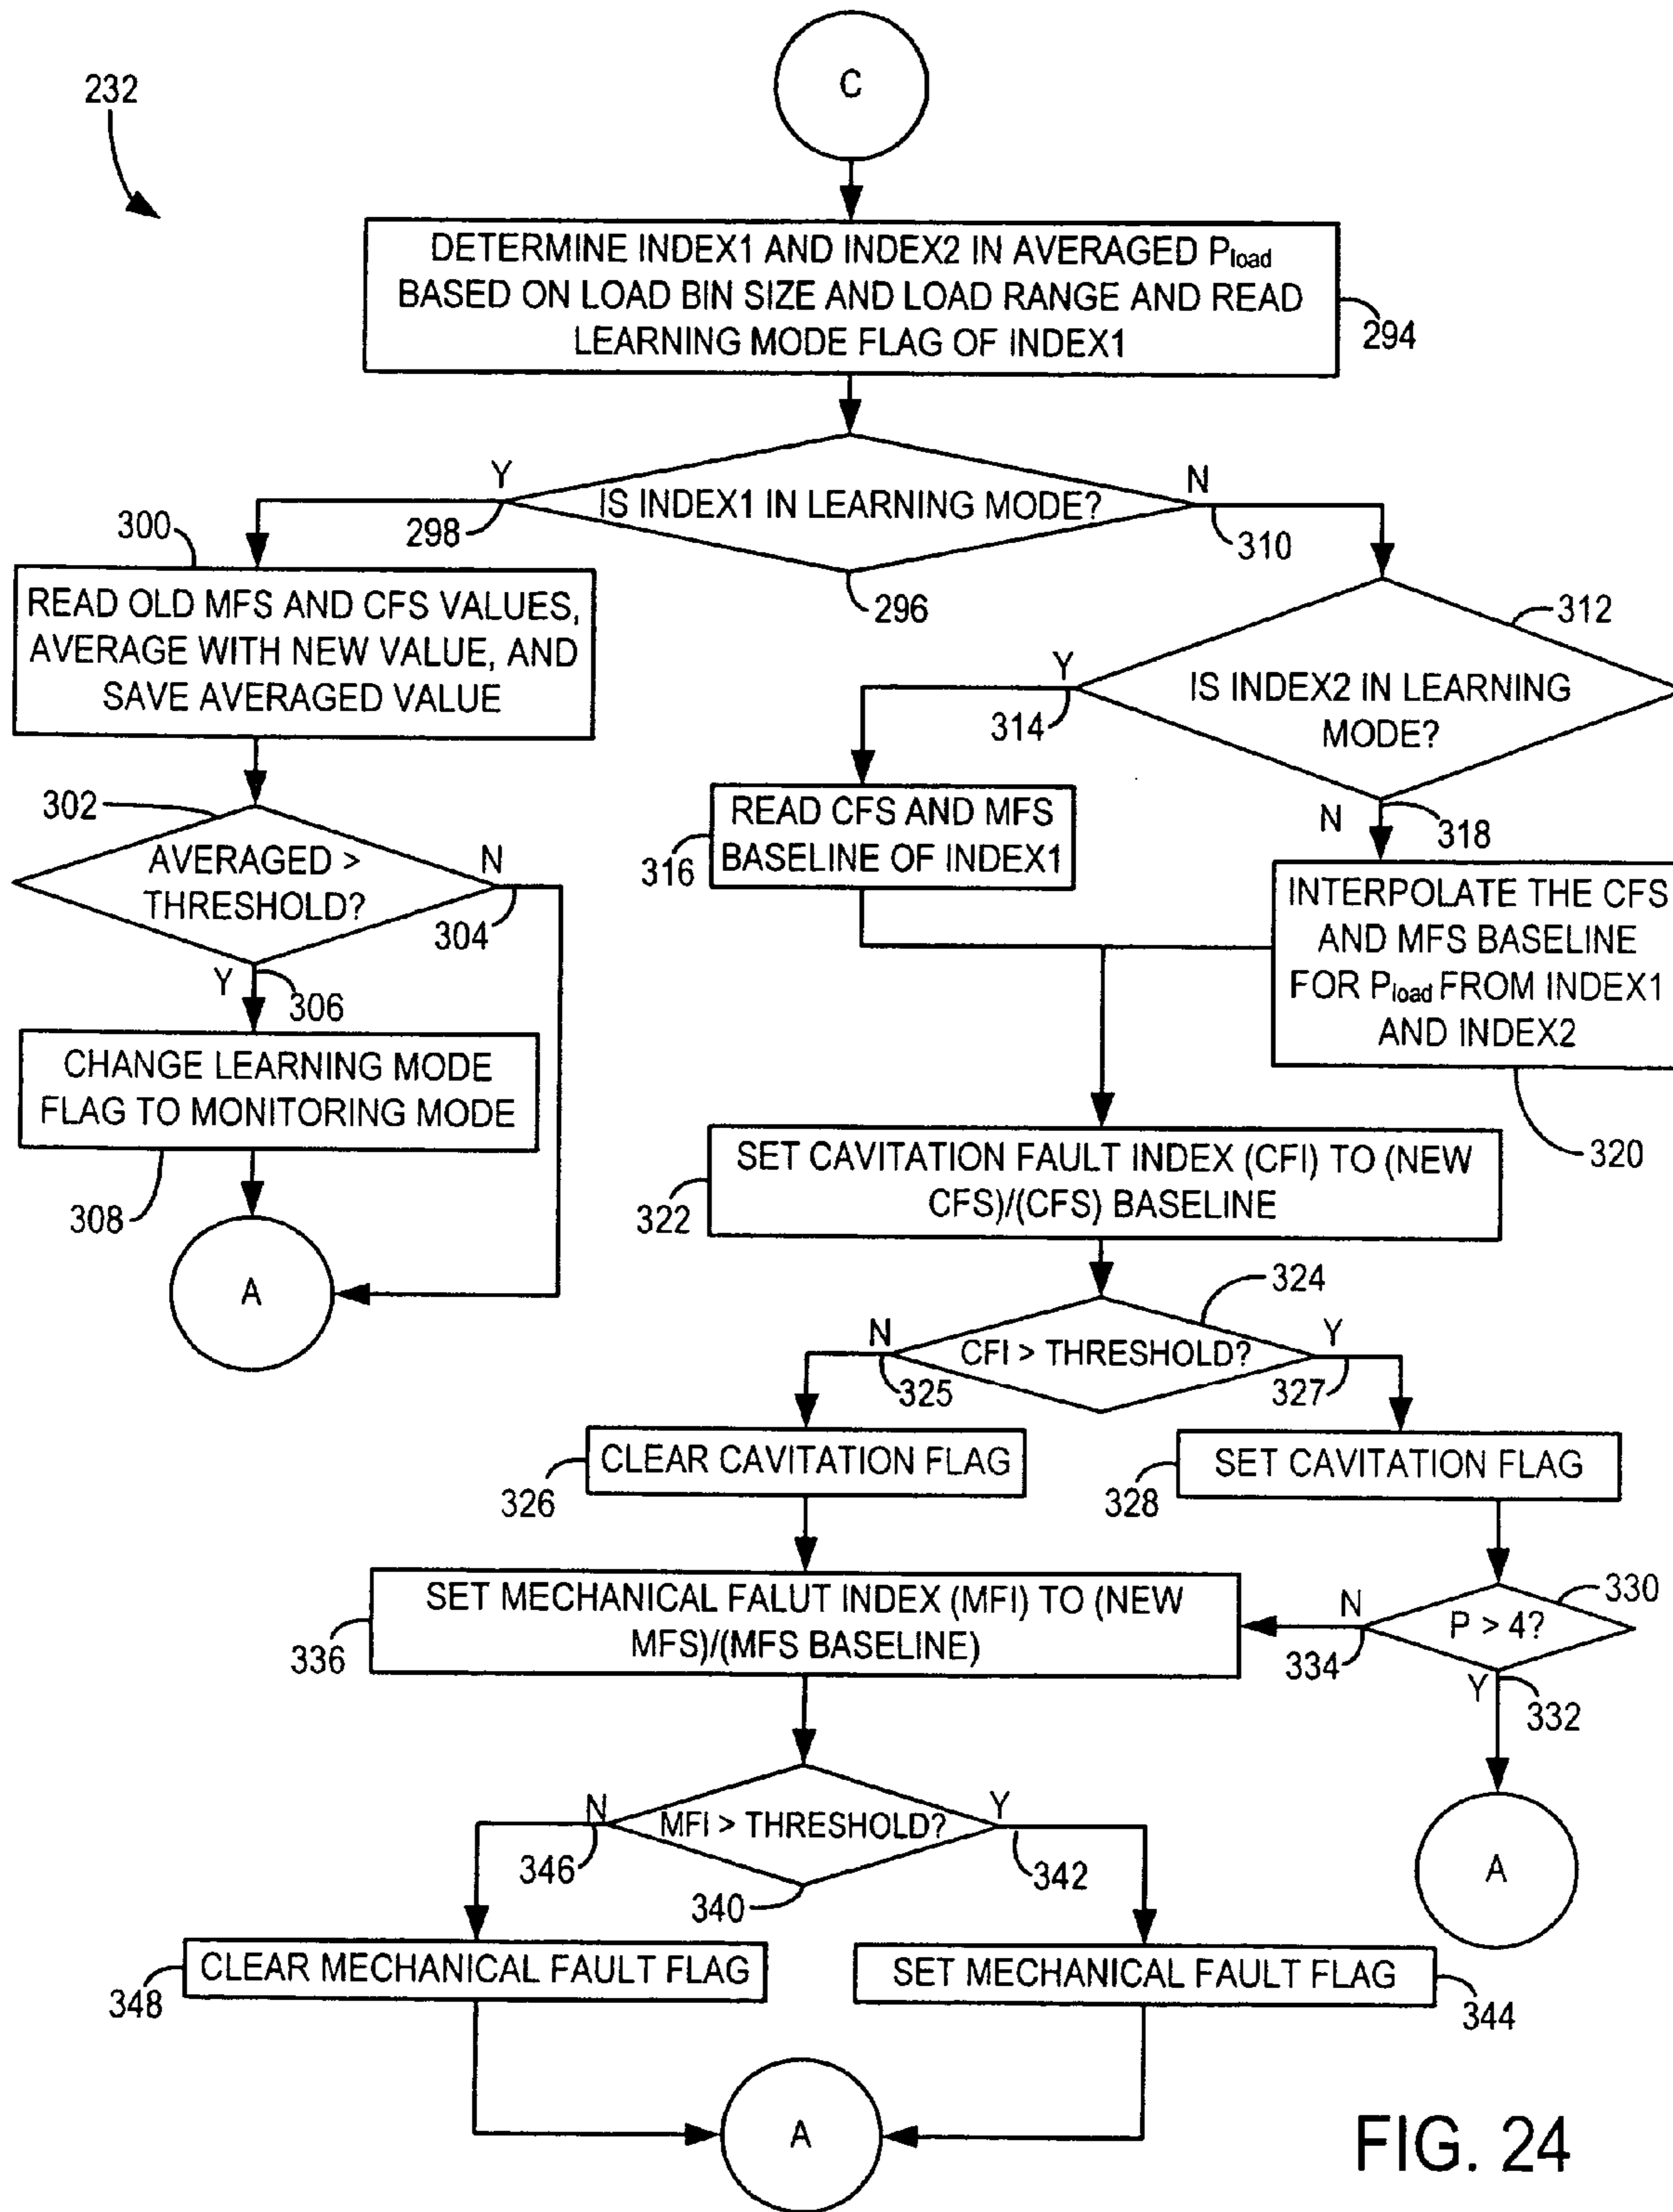 C
232
DETERMINE INDEX1 AND INDEX2 IN AVERAGED Pload
BASED ON LOAD BIN SIZE AND LOAD RANGE AND READ
LEARNING MODE FLAG OF INDEX1
294
Y
IS INDEX1 IN LEARNING MODE?
N
298
310
296
300
READ OLD MFS AND CFS VALUES,
AVERAGE WITH NEW VALUE, AND
SAVE AVERAGED VALUE
312
Y
IS INDEX2 IN LEARNING
MODE?
314
N
318
302
AVERAGED >
THRESHOLD?
N
304
Y
306
READ CFS AND MFS
BASELINE OF INDEX1
316
INTERPOLATE THE CFS
AND MFS BASELINE
FOR Pload FROM INDEX1
AND INDEX2
320
CHANGE LEARNING MODE
FLAG TO MONITORING MODE
308
A
SET CAVITATION FAULT INDEX (CFI) TO (NEW
CFS)/(CFS) BASELINE
322
324
N
CFI > THRESHOLD?
Y
325
327
CLEAR CAVITATION FLAG
326
SET CAVITATION FLAG
328
330
N
P > 4?
334
Y
332
A
SET MECHANICAL FALUT INDEX (MFI) TO (NEW
MFS)/(MFS BASELINE)
336
N
MFI > THRESHOLD?
Y
346
342
340
CLEAR MECHANICAL FAULT FLAG
348
SET MECHANICAL FAULT FLAG
344
A
FIG. 24